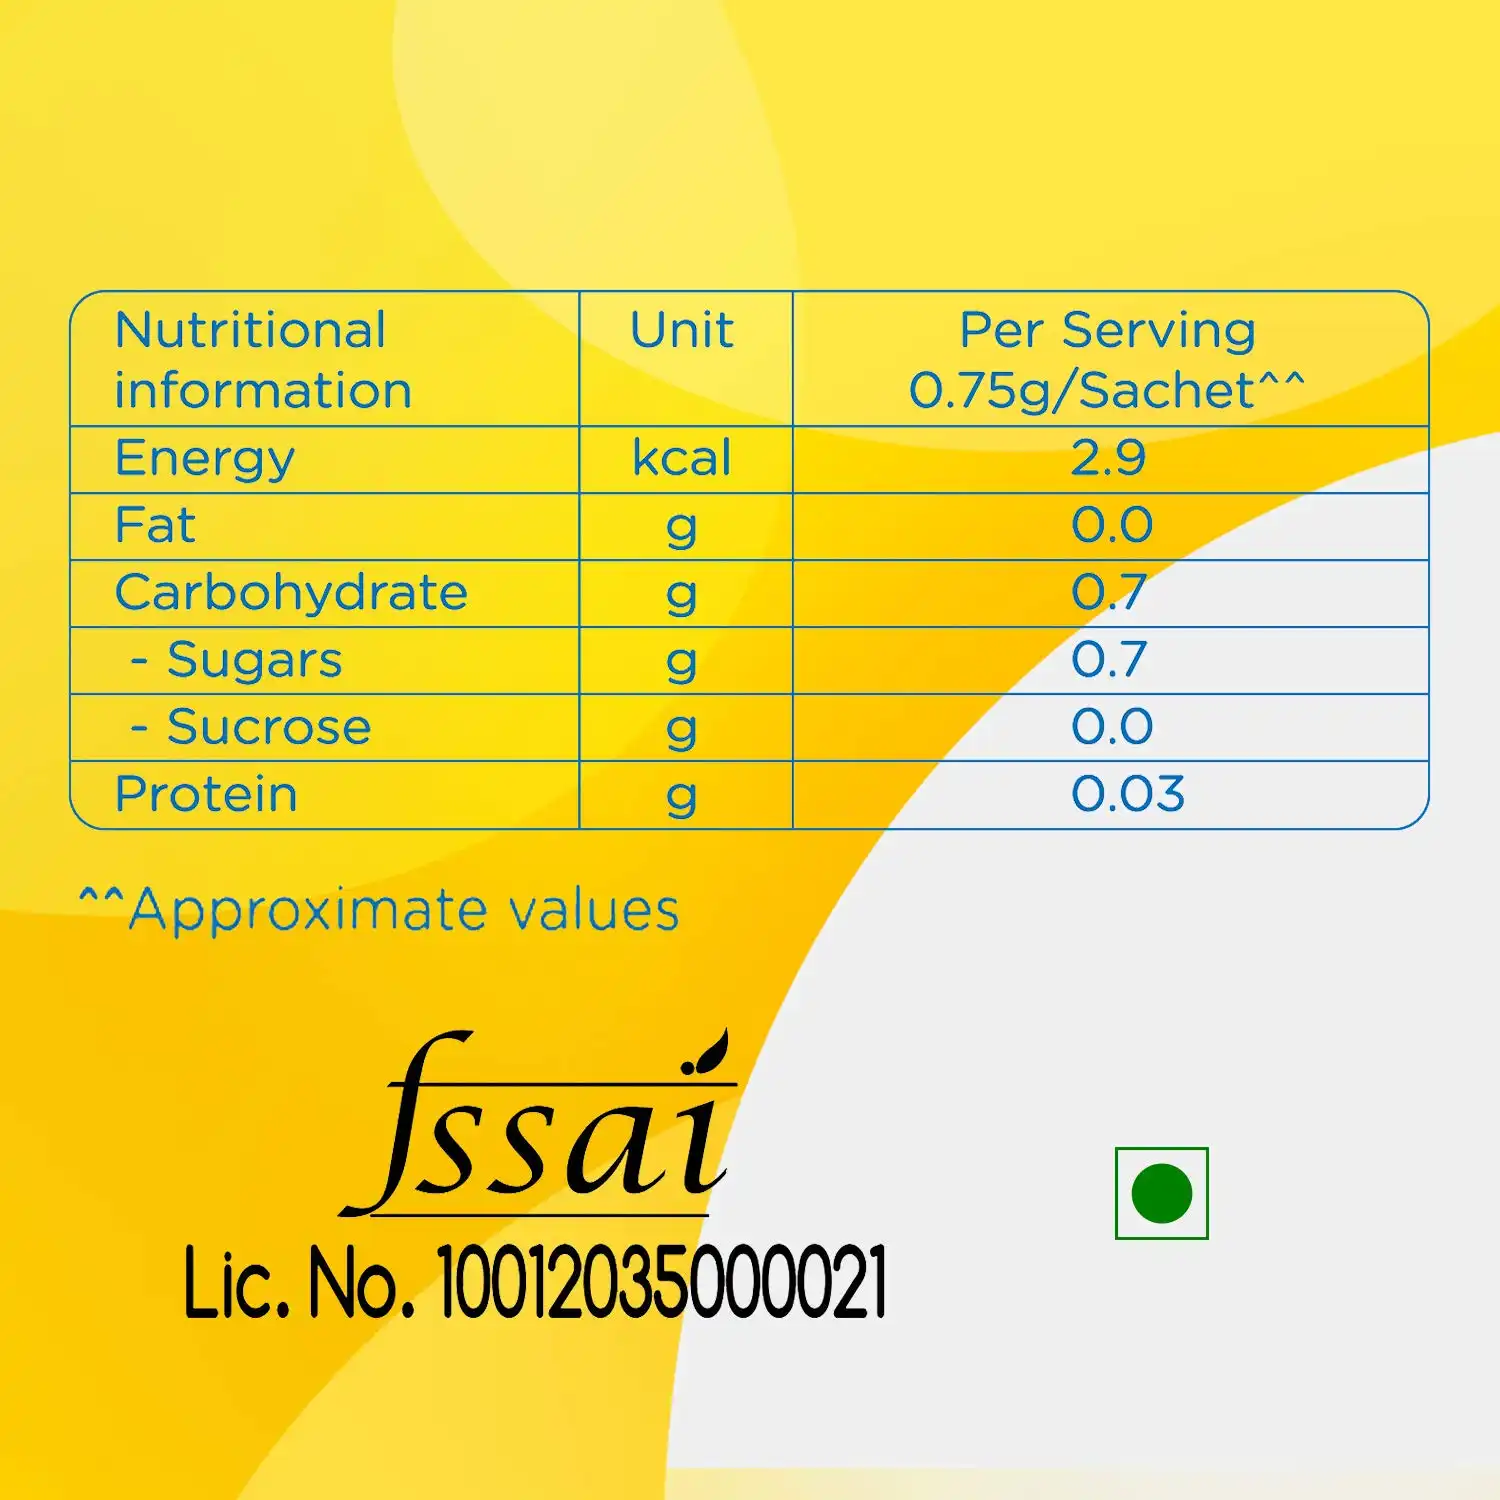 Nutritional information Unit Per Serving 0.75g/Sachet^^
Energy kcal 2.9
Fat g 0.0
Carbohydrate g 0.7
- Sugars g 0.7
- Sucrose g 0.0
Protein g 0.03
^^Approximate values
fssai
Lic. No. 10012035000021